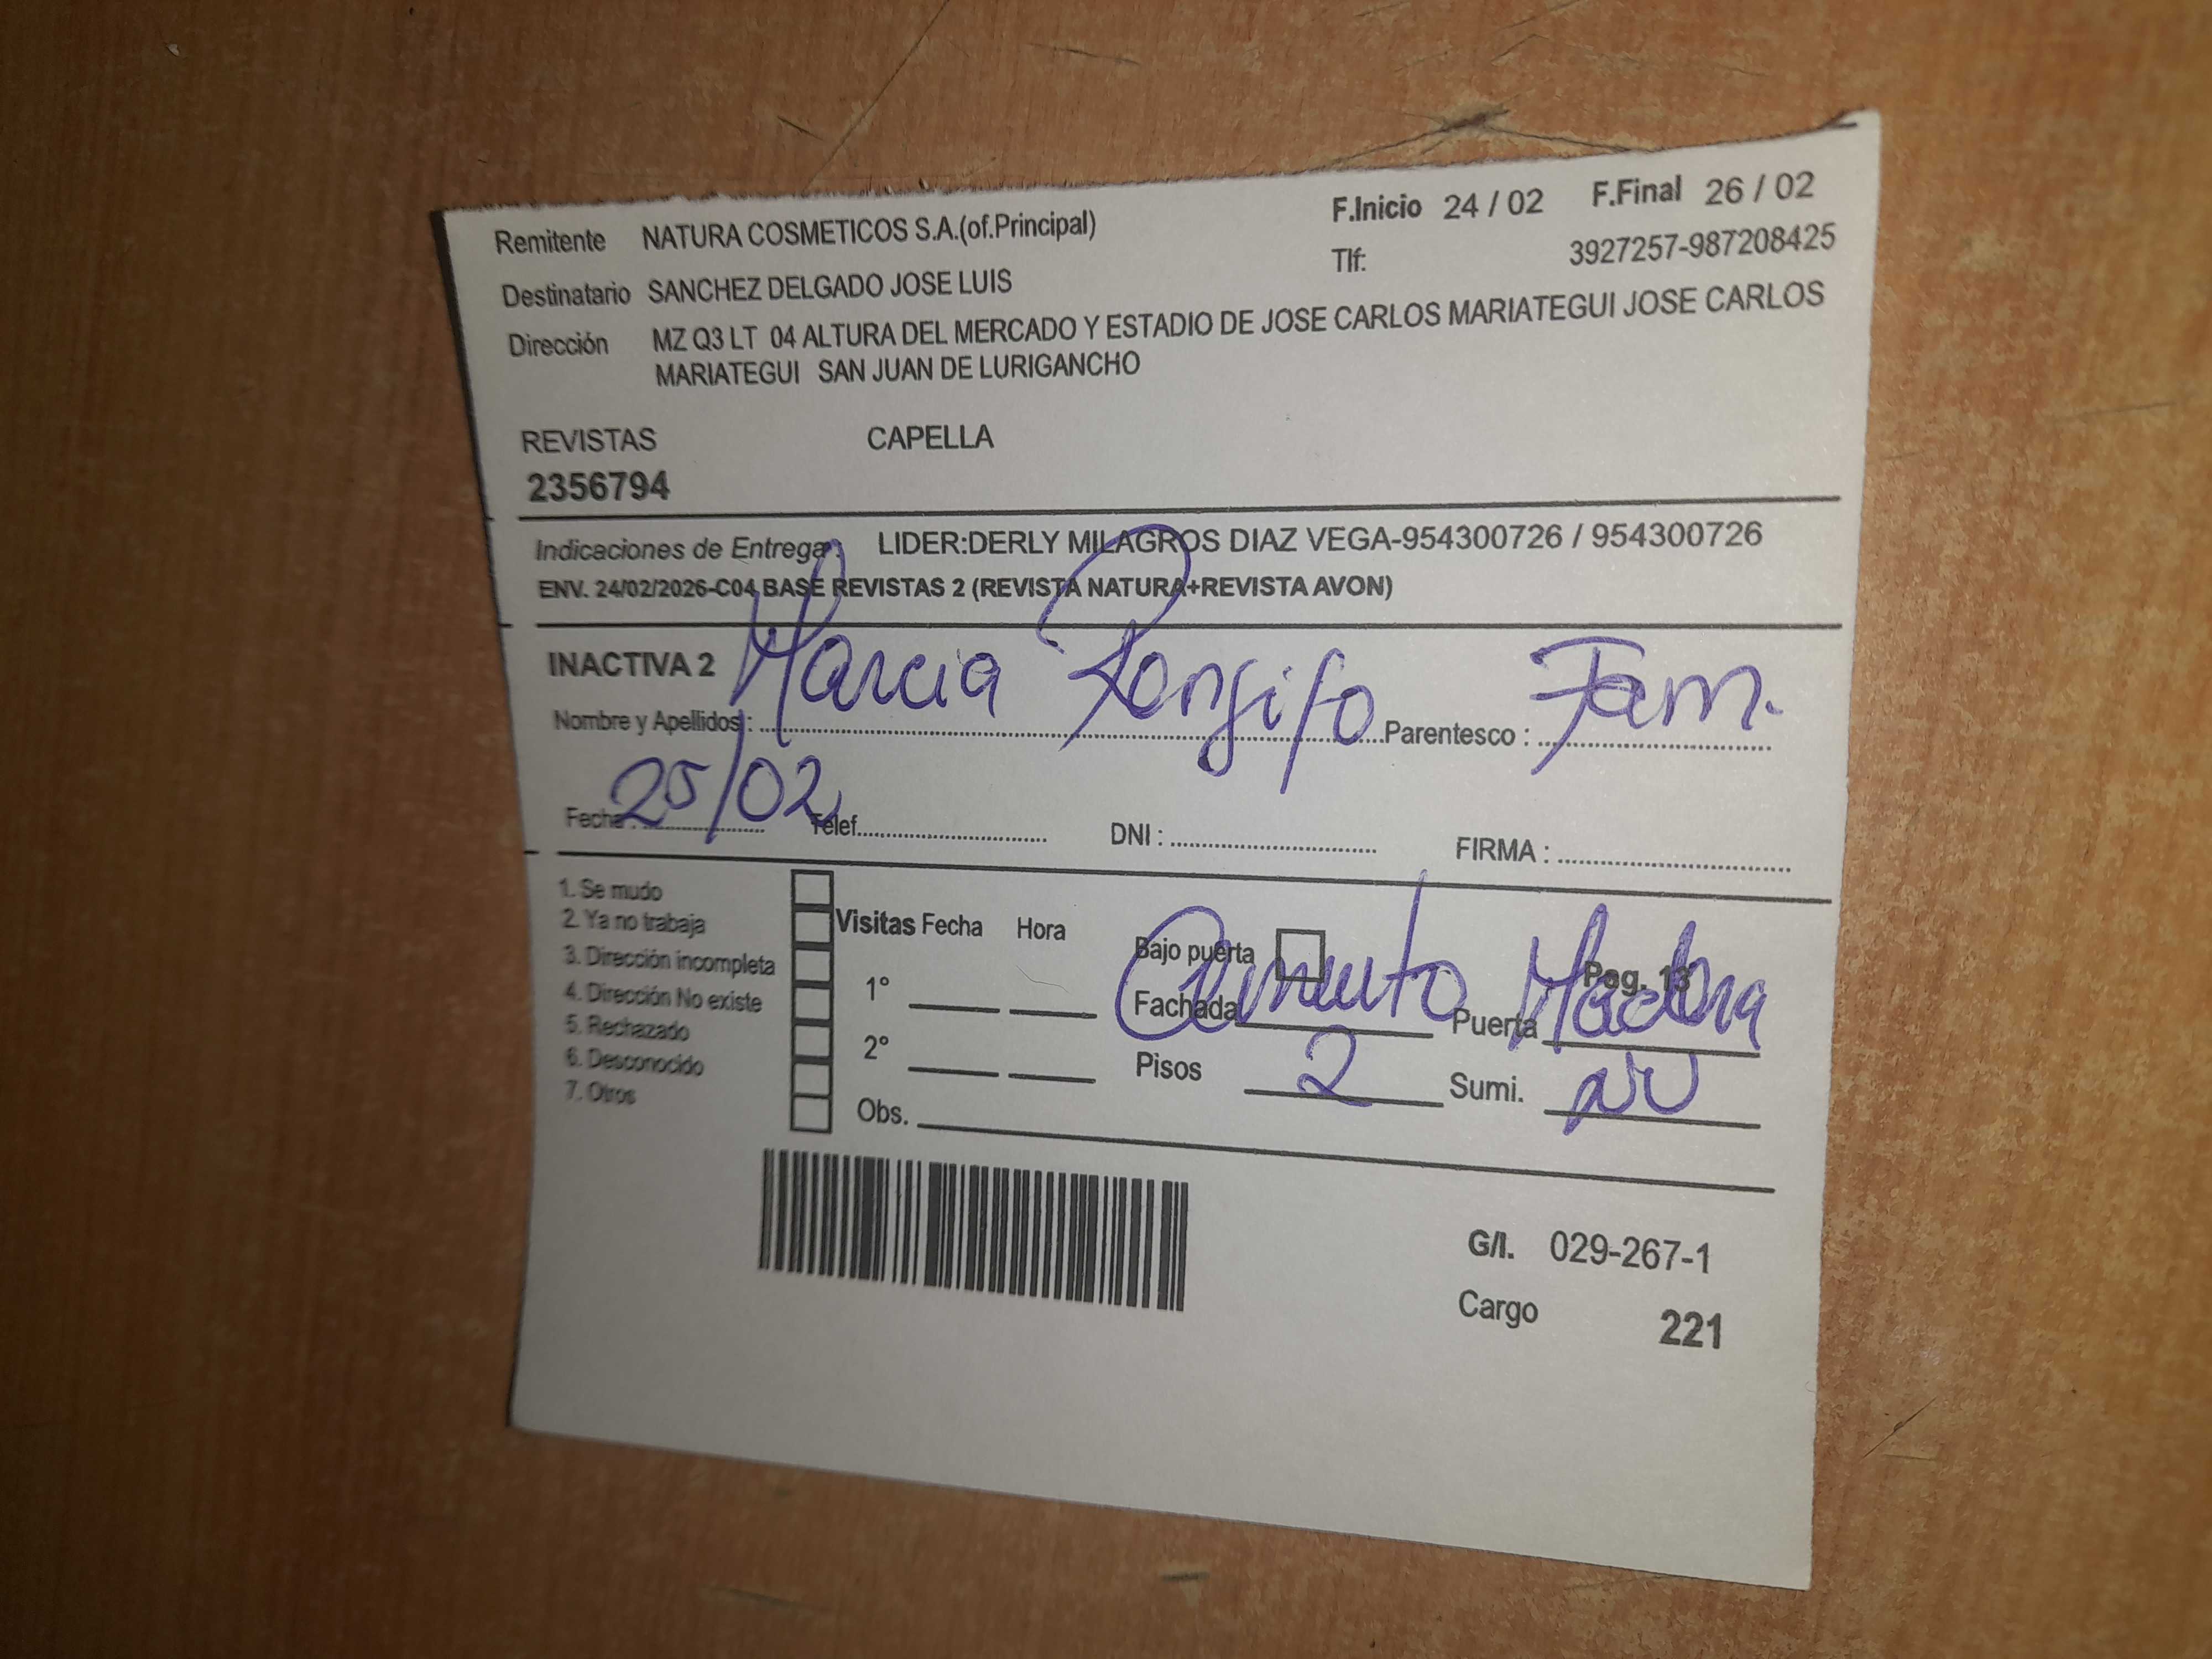 Remitente NATURA COSMETICOS S.A.(of.Principal) F.Inicio 24 / 02 F.Final 26 / 02
Destinatario SANCHEZ DELGADO JOSE LUIS Tlf: 3927257-987208425
Dirección MZ Q3 LT 04 ALTURA DEL MERCADO Y ESTADIO DE JOSE CARLOS MARIATEGUI JOSE CARLOS
MARIATEGUI SAN JUAN DE LURIGANCHO
REVISTAS CAPELLA
2356794
Indicaciones de Entrega : LIDER:DERLY MILAGROS DIAZ VEGA-954300726 / 954300726
ENV. 24/02/2026-C04 BASE REVISTAS 2 (REVISTA NATURA+REVISTA AVON)
INACTIVA 2
Nombre y Apellidos : Marcia Rengifo Parentesco : Fam.
Fecha : 25/02 Telef. DNI : FIRMA :
1. Se mudo
2. Ya no trabaja
3. Dirección incompleta
4. Dirección No existe
5. Rechazado
6. Desconocido
7. Otros
Visitas Fecha Hora
1°
2°
Obs.
Bajo puerta Pag. 13
Fachada Cemento Puerta Madera
Pisos 2 Sumi.
G/I. 029-267-1
Cargo 221